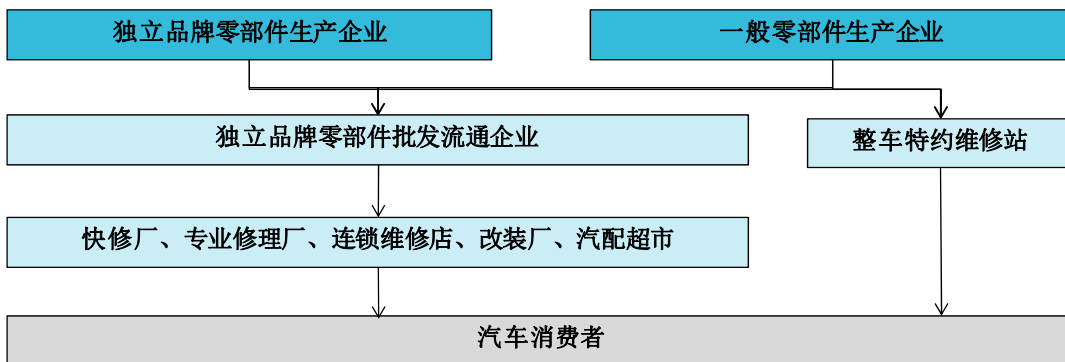 独立品牌零部件生产企业
一般零部件生产企业
独立品牌零部件批发流通企业
整车特约维修站
快修厂、专业修理厂、连锁维修店、改装厂、汽配超市
汽车消费者